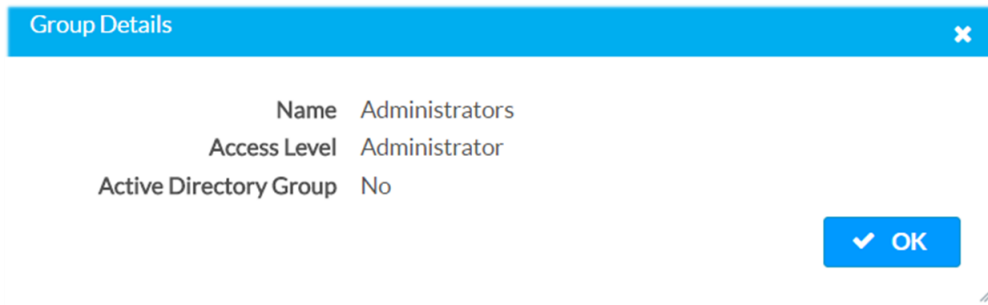 Group Details
Name Administrators
Access Level Administrator
Active Directory Group No
OK